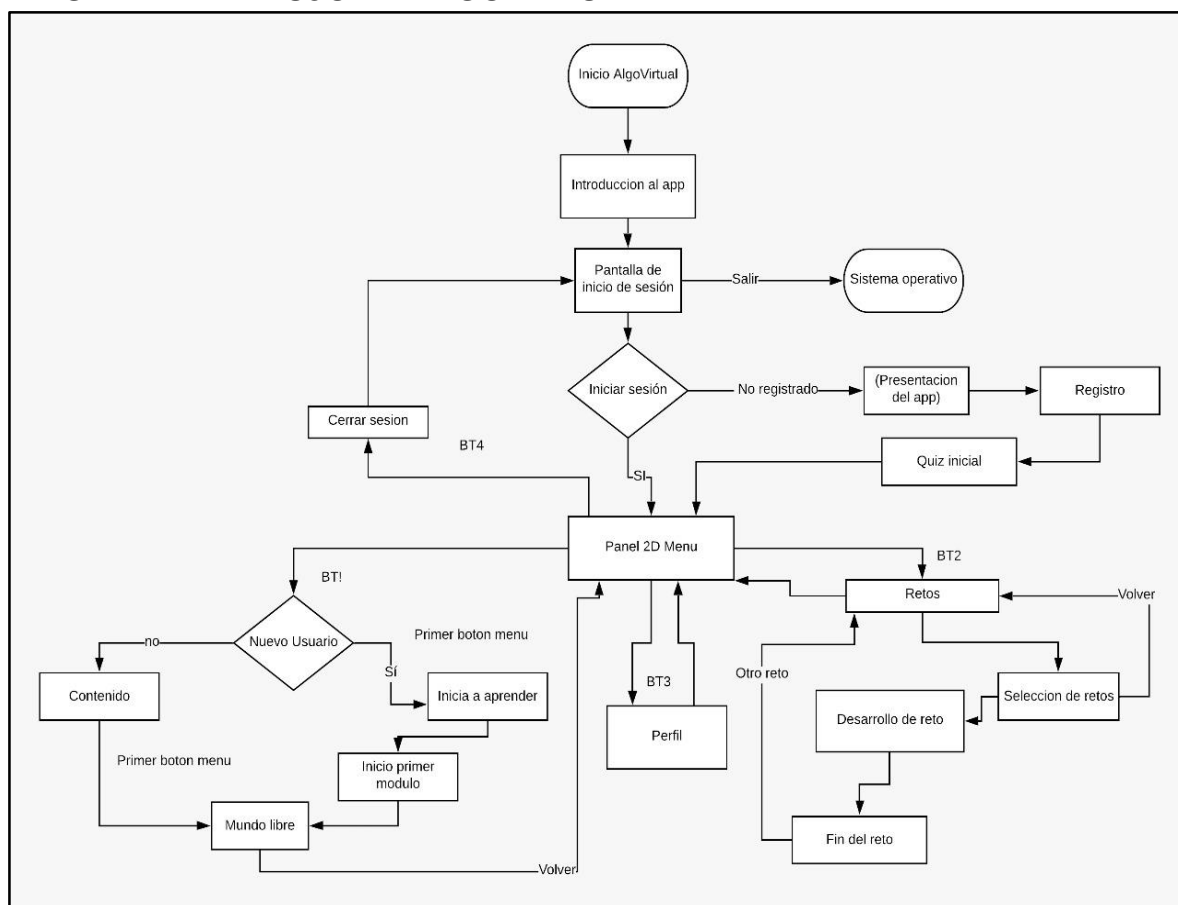 Inicio AlgoVirtual
Introduccion al app
Pantalla de
inicio de sesión
Salir
Sistema operativo
Iniciar sesión
No registrado
(Presentacion
del app)
Registro
Cerrar sesion
BT4
Quiz inicial
SI
Panel 2D Menu
BT!
BT2
Retos
Volver
Nuevo Usuario
Primer boton menu
no
Sí
Contenido
Inicia a aprender
BT3
Otro reto
Seleccion de retos
Perfil
Desarrollo de reto
Primer boton menu
Inicio primer
modulo
Mundo libre
Fin del reto
Volver